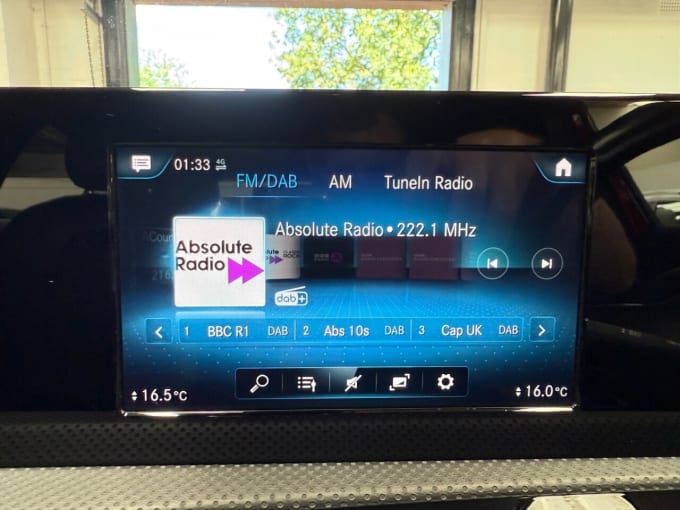 01:33 4G
FM/DAB AM TuneIn Radio
Absolute Radio • 222.1 MHz
Absolute
Radio
dab+
1 BBC R1 DAB 2 Abs 10s DAB 3 Cap UK DAB
16.5°C 16.0°C